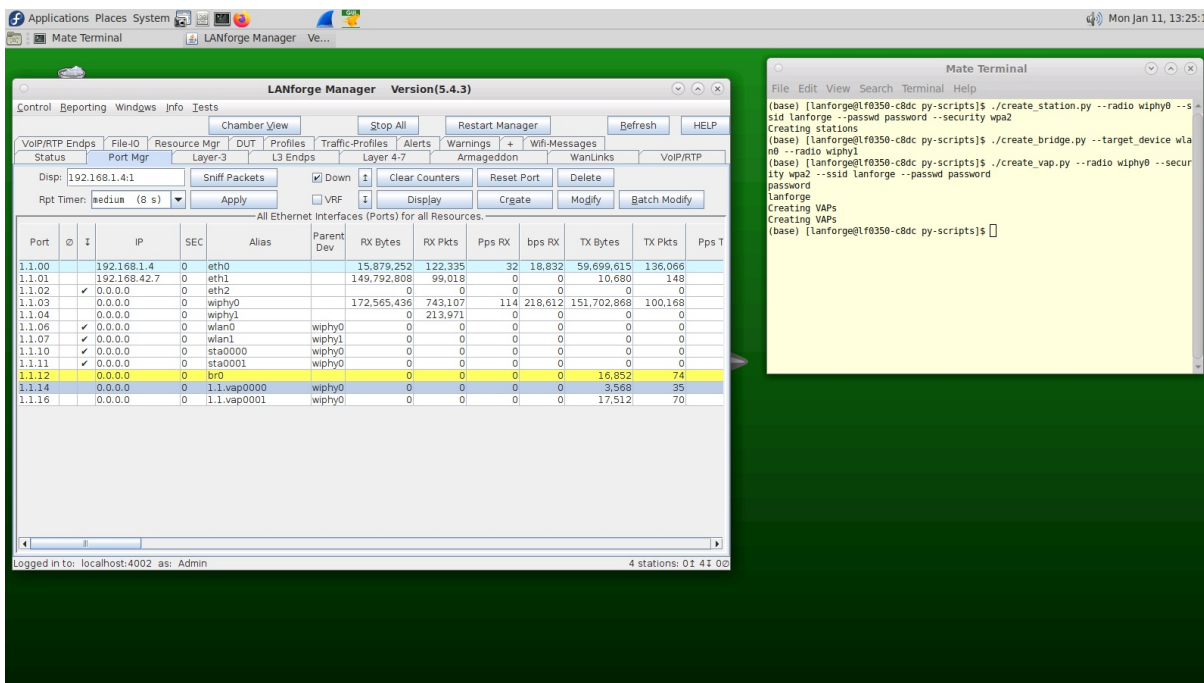 Applications Places System Mon Jan 11, 13:25:1
Mate Terminal LANforge Manager Ve...
LANforge Manager Version(5.4.3)
Control Reporting Windows Info Tests
Chamber View Stop All Restart Manager Refresh HELP
VoIP/RTP Endps File-IO Resource Mgr DUT Profiles Traffic-Profiles Alerts Warnings + Wifi-Messages
Status Port Mgr Layer-3 L3 Endps Layer 4-7 Armageddon WanLinks VoIP/RTP
Disp: 192.168.1.4:1 Sniff Packets Down Clear Counters Reset Port Delete
Rpt Timer: medium (8 s) Apply VRF Display Create Modify Batch Modify
All Ethernet Interfaces (Ports) for all Resources.
Port IP SEC Alias Parent Dev RX Bytes RX Pkts Pps RX bps RX TX Bytes TX Pkts Pps T
1.1.00 192.168.1.4 0 eth0 15,879,252 122,335 32 18,832 59,699,615 136,066
1.1.01 192.168.42.7 0 eth1 149,792,808 99,018 0 0 10,680 148
1.1.02 ✔ 0.0.0.0 0 eth2 0 0 0 0 0 0
1.1.03 0.0.0.0 0 wiphy0 172,565,436 743,107 114 218,612 151,702,868 100,168
1.1.04 0.0.0.0 0 wiphy1 0 213,971 0 0 0 0
1.1.06 ✔ 0.0.0.0 0 wlan0 wiphy0 0 0 0 0 0 0
1.1.07 ✔ 0.0.0.0 0 wlan1 wiphy1 0 0 0 0 0 0
1.1.10 ✔ 0.0.0.0 0 sta0000 wiphy0 0 0 0 0 0 0
1.1.11 ✔ 0.0.0.0 0 sta0001 wiphy0 0 0 0 0 0 0
1.1.12 0.0.0.0 0 br0 0 0 0 0 16,852 74
1.1.14 0.0.0.0 0 1.1.vap0000 wiphy0 0 0 0 0 3,568 35
1.1.16 0.0.0.0 0 1.1.vap0001 wiphy0 0 0 0 0 17,512 70
Logged in to: localhost:4002 as: Admin 4 stations: 0↥ 4↧ 0∅
Mate Terminal
File Edit View Search Terminal Help
(base) [lanforge@lf0350-c8dc py-scripts]$ ./create_station.py --radio wiphy0 --s
sid lanforge --passwd password --security wpa2
Creating stations
(base) [lanforge@lf0350-c8dc py-scripts]$ ./create_bridge.py --target_device wla
n0 --radio wiphy1
(base) [lanforge@lf0350-c8dc py-scripts]$ ./create_vap.py --radio wiphy0 --secur
ity wpa2 --ssid lanforge --passwd password
password
lanforge
Creating VAPs
Creating VAPs
(base) [lanforge@lf0350-c8dc py-scripts]$